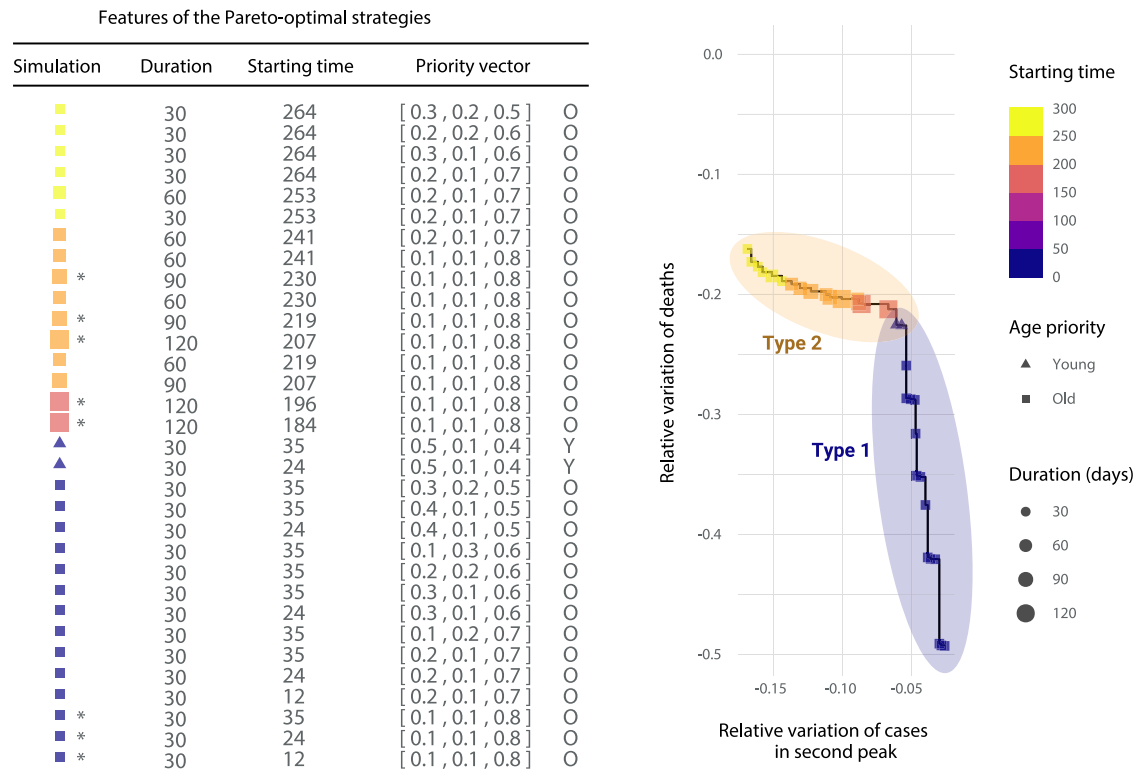 Features of the Pareto-optimal strategies
Simulation Duration Starting time Priority vector
30 264 [ 0.3 , 0.2 , 0.5 ] O
30 264 [ 0.2 , 0.2 , 0.6 ] O
30 264 [ 0.3 , 0.1 , 0.6 ] O
30 264 [ 0.2 , 0.1 , 0.7 ] O
60 253 [ 0.2 , 0.1 , 0.7 ] O
30 253 [ 0.2 , 0.1 , 0.7 ] O
60 241 [ 0.2 , 0.1 , 0.7 ] O
60 241 [ 0.1 , 0.1 , 0.8 ] O
* 90 230 [ 0.1 , 0.1 , 0.8 ] O
60 230 [ 0.1 , 0.1 , 0.8 ] O
* 90 219 [ 0.1 , 0.1 , 0.8 ] O
* 120 207 [ 0.1 , 0.1 , 0.8 ] O
60 219 [ 0.1 , 0.1 , 0.8 ] O
90 207 [ 0.1 , 0.1 , 0.8 ] O
* 120 196 [ 0.1 , 0.1 , 0.8 ] O
* 120 184 [ 0.1 , 0.1 , 0.8 ] O
30 35 [ 0.5 , 0.1 , 0.4 ] Y
30 24 [ 0.5 , 0.1 , 0.4 ] Y
30 35 [ 0.3 , 0.2 , 0.5 ] O
30 35 [ 0.4 , 0.1 , 0.5 ] O
30 24 [ 0.4 , 0.1 , 0.5 ] O
30 35 [ 0.1 , 0.3 , 0.6 ] O
30 35 [ 0.2 , 0.2 , 0.6 ] O
30 35 [ 0.3 , 0.1 , 0.6 ] O
30 24 [ 0.3 , 0.1 , 0.6 ] O
30 35 [ 0.1 , 0.2 , 0.7 ] O
30 35 [ 0.2 , 0.1 , 0.7 ] O
30 24 [ 0.2 , 0.1 , 0.7 ] O
30 12 [ 0.2 , 0.1 , 0.7 ] O
* 30 35 [ 0.1 , 0.1 , 0.8 ] O
* 30 24 [ 0.1 , 0.1 , 0.8 ] O
* 30 12 [ 0.1 , 0.1 , 0.8 ] O
Relative variation of deaths
0.0
-0.1
-0.2
-0.3
-0.4
-0.5
Type 2
Type 1
-0.15 -0.10 -0.05
Relative variation of cases
in second peak
Starting time
300
250
200
150
100
50
0
Age priority
Young
Old
Duration (days)
30
60
90
120